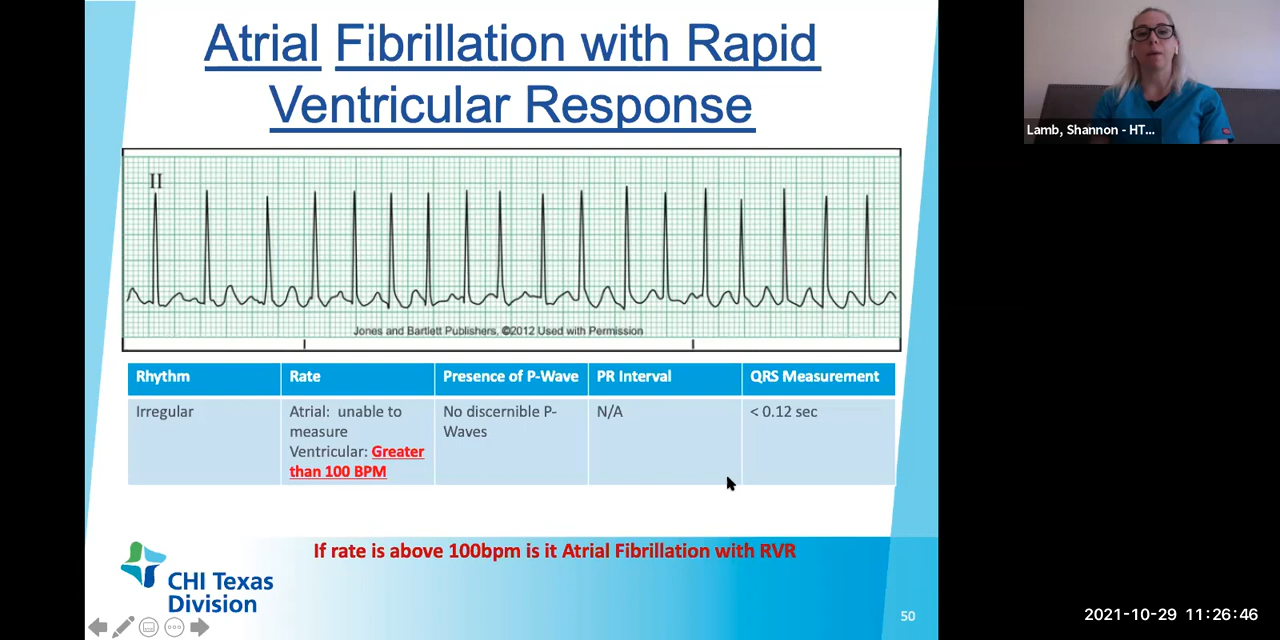 Atrial Fibrillation with Rapid
Ventricular Response
II
Jones and Bartlett Publishers, ©2012 Used with Permission
Rhythm
Rate
Presence of P-Wave
PR Interval
QRS Measurement
Irregular
Atrial: unable to
measure
Ventricular: Greater
than 100 BPM
No discernible P-
Waves
N/A
< 0.12 sec
If rate is above 100bpm is it Atrial Fibrillation with RVR
CHI Texas
Division
50
Lamb, Shannon - HT...
2021-10-29 11:26:46